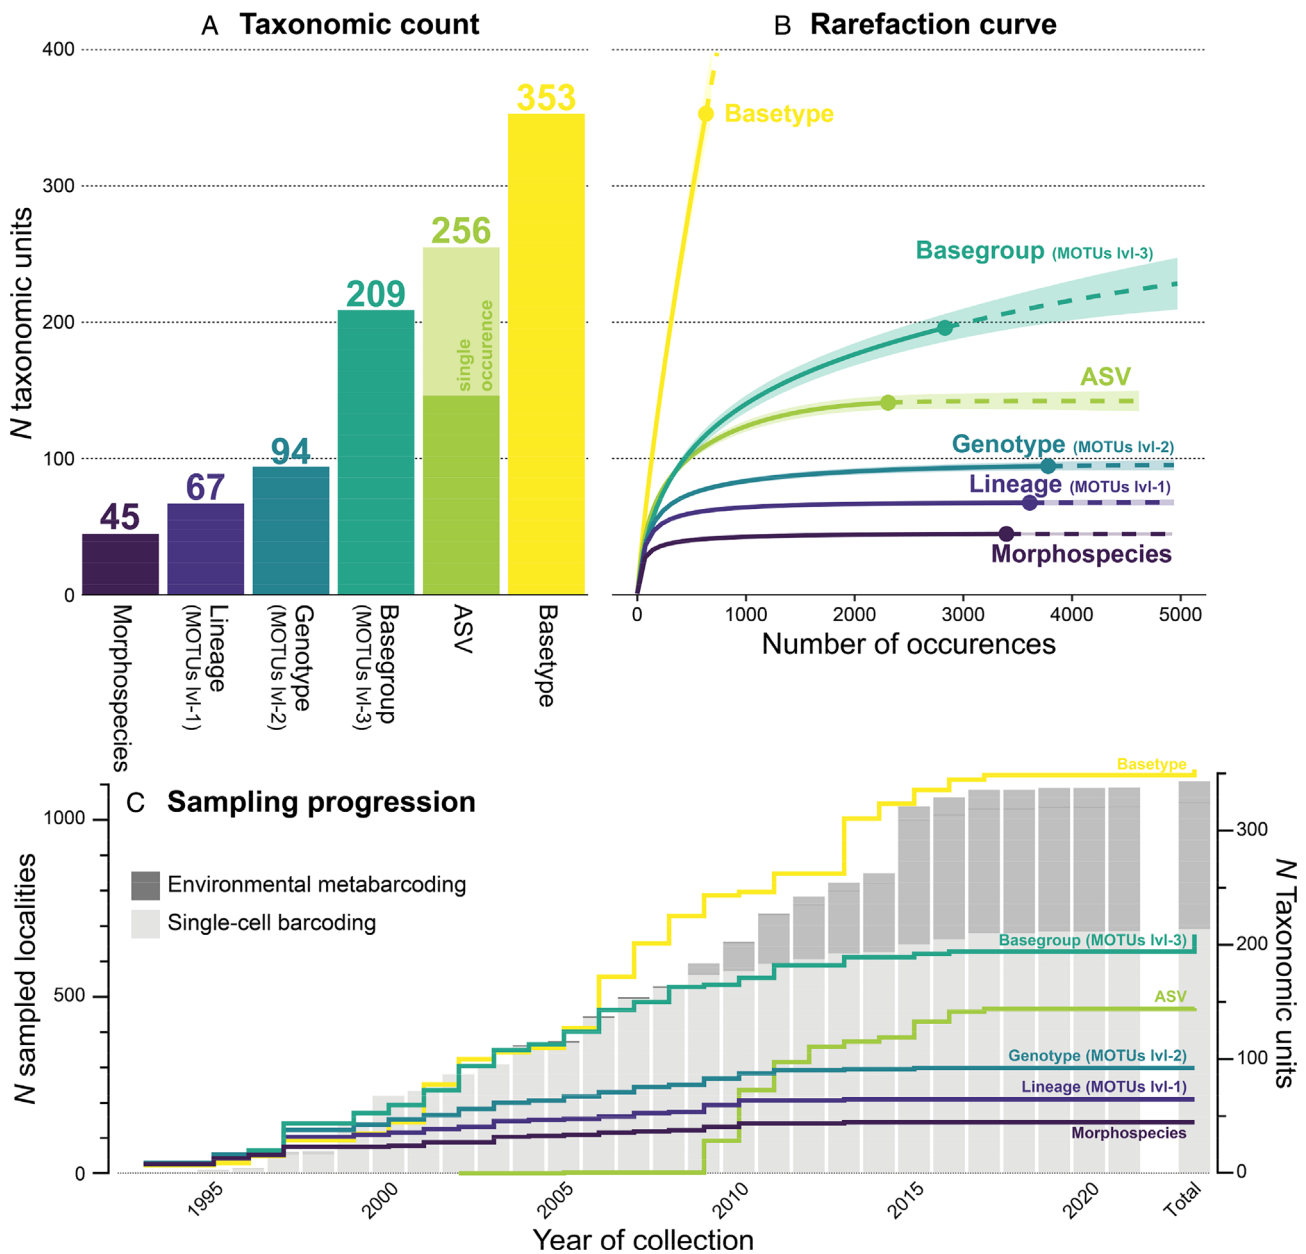 A Taxonomic count
B Rarefaction curve
400
300
200
100
0
N taxonomic units
45
67
94
209
256
353
single
occurence
Morphospecies
Lineage
(MOTUs lvl-1)
Genotype
(MOTUs lvl-2)
Basegroup
(MOTUs lvl-3)
ASV
Basetype
Basetype
Basegroup (MOTUs lvl-3)
ASV
Genotype (MOTUs lvl-2)
Lineage (MOTUs lvl-1)
Morphospecies
0 1000 2000 3000 4000 5000
Number of occurences
C Sampling progression
Environmental metabarcoding
Single-cell barcoding
1000
500
0
N sampled localities
Basetype
Basegroup (MOTUs lvl-3)
ASV
Genotype (MOTUs lvl-2)
Lineage (MOTUs lvl-1)
Morphospecies
300
200
100
0
N Taxonomic units
1995 2000 2005 2010 2015 2020 Total
Year of collection